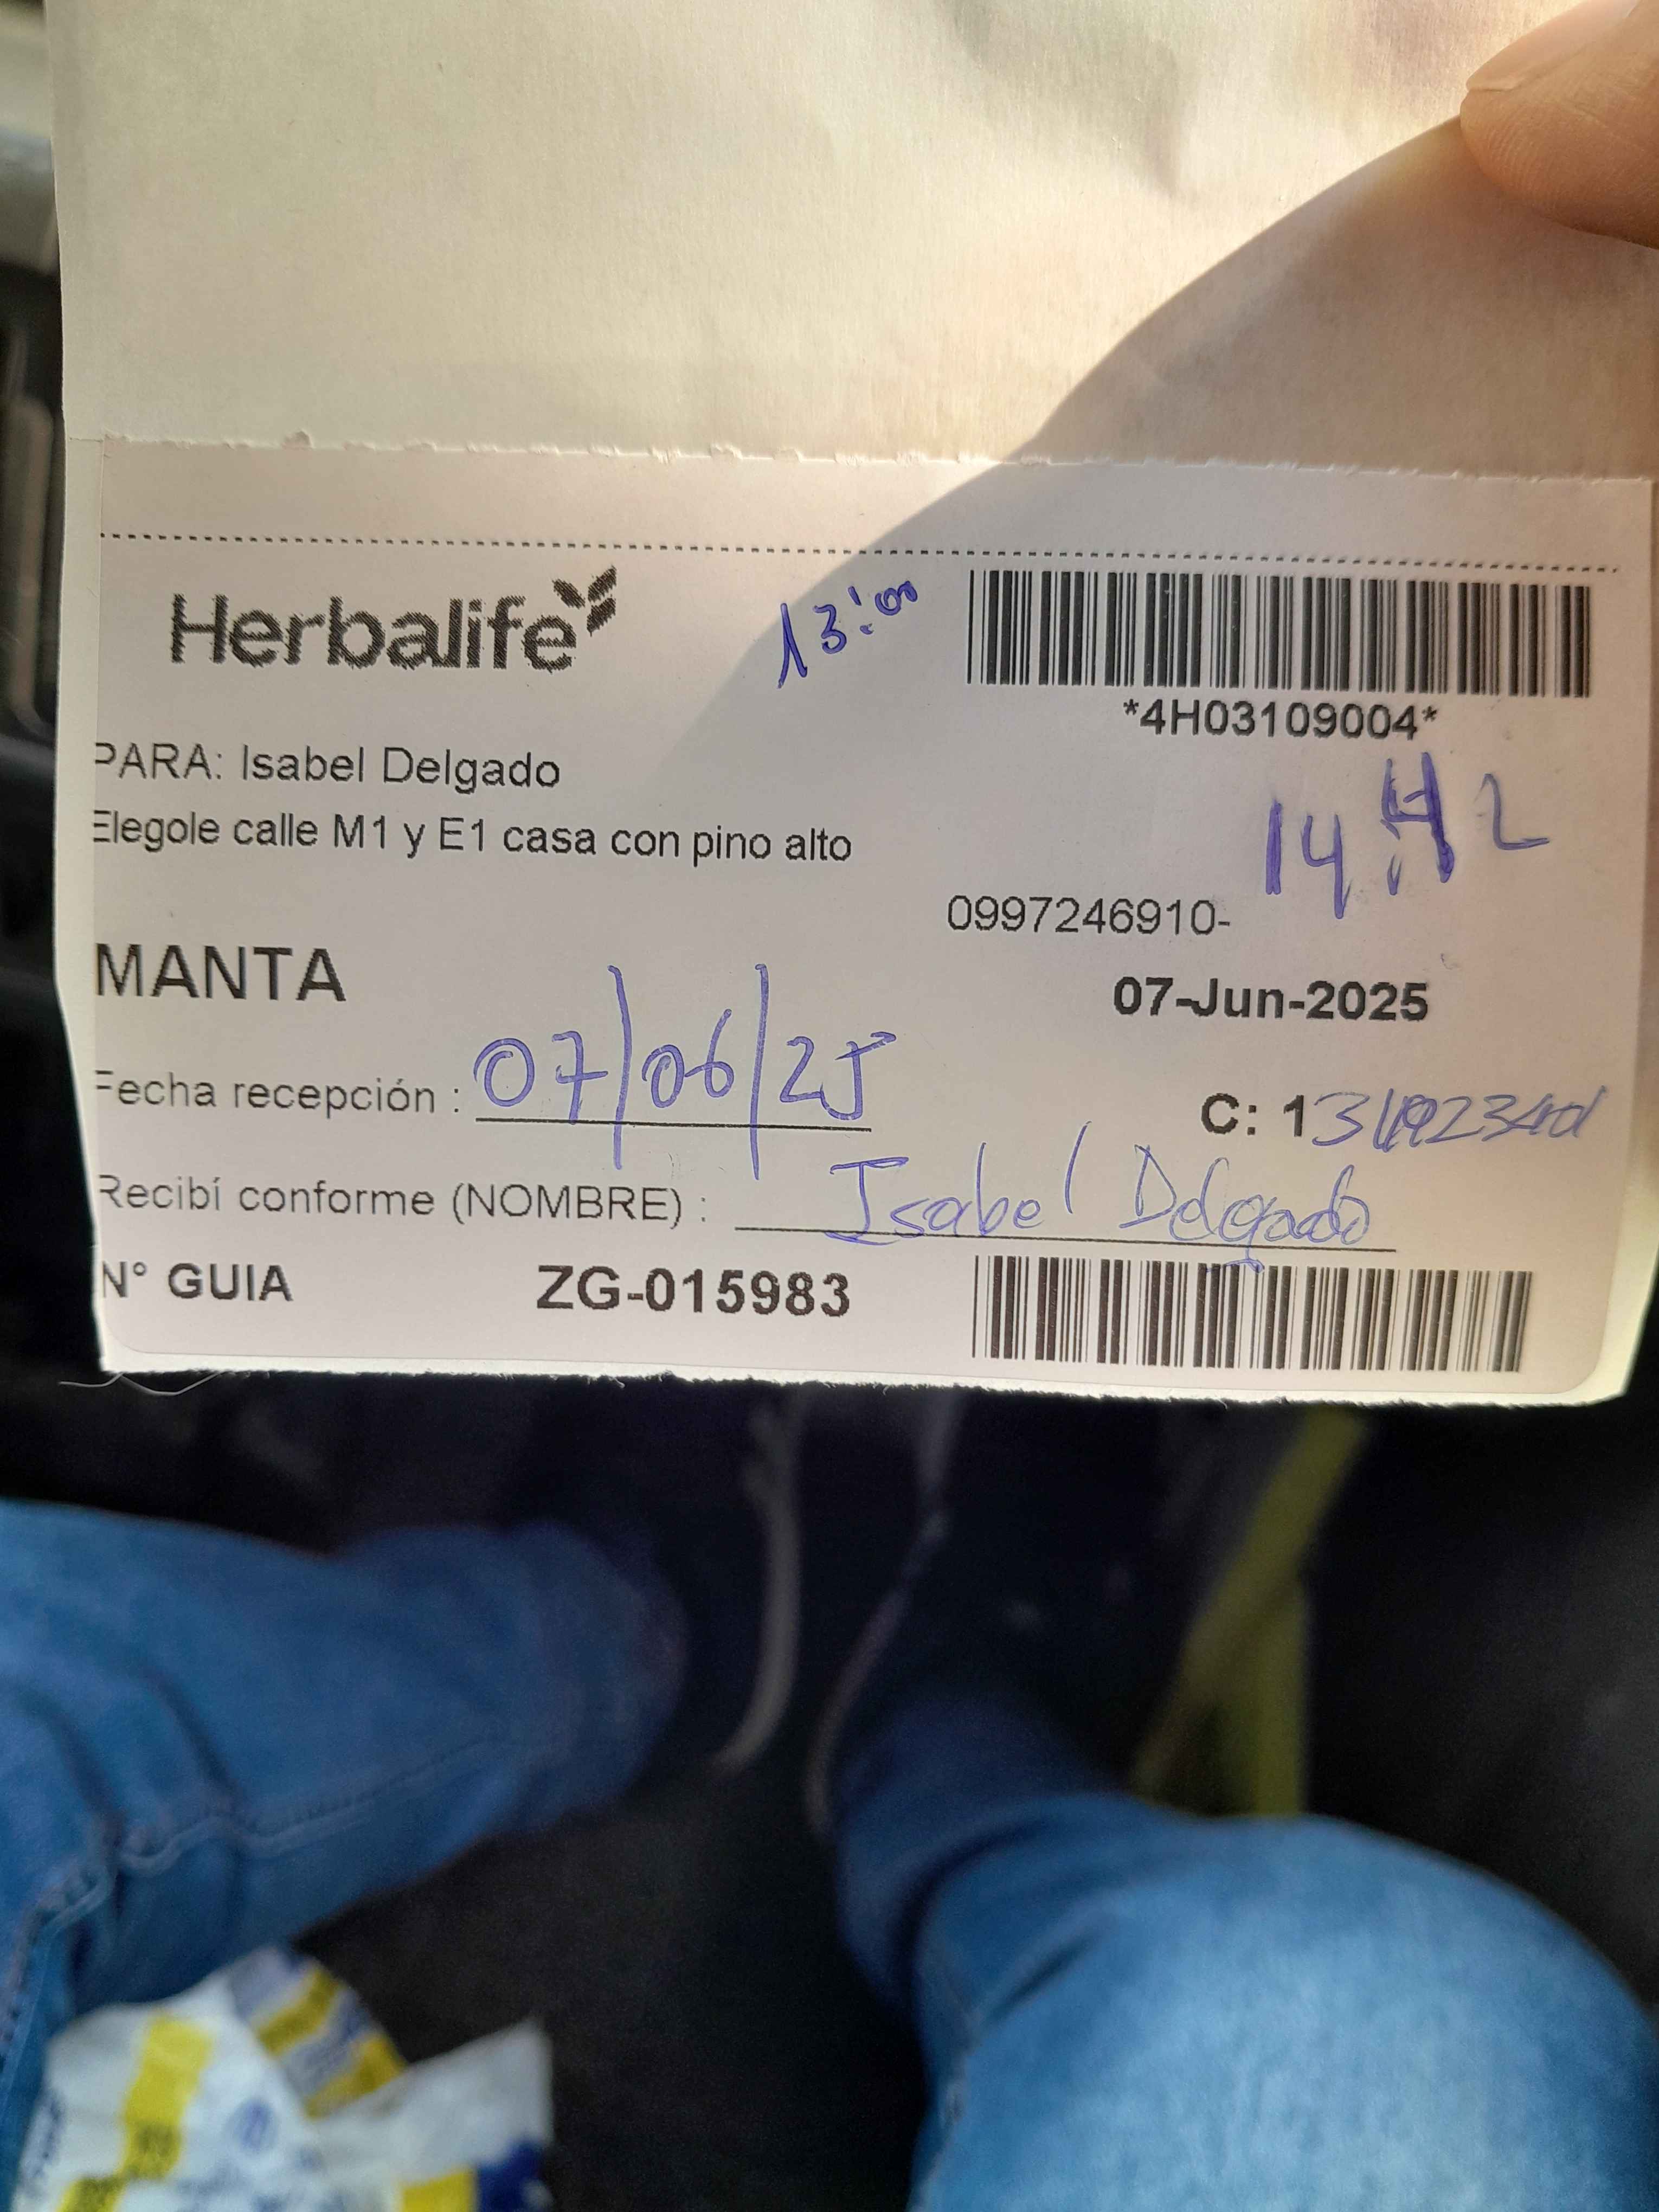 Herbalife
13:00
*4H03109004*
PARA: Isabel Delgado
Elegole calle M1 y E1 casa con pino alto
14
0997246910-
MANTA
07-Jun-2025
Fecha recepción : 07/06/25
C: 1
Recibí conforme (NOMBRE) : Isabel Delgado
N° GUIA ZG-015983